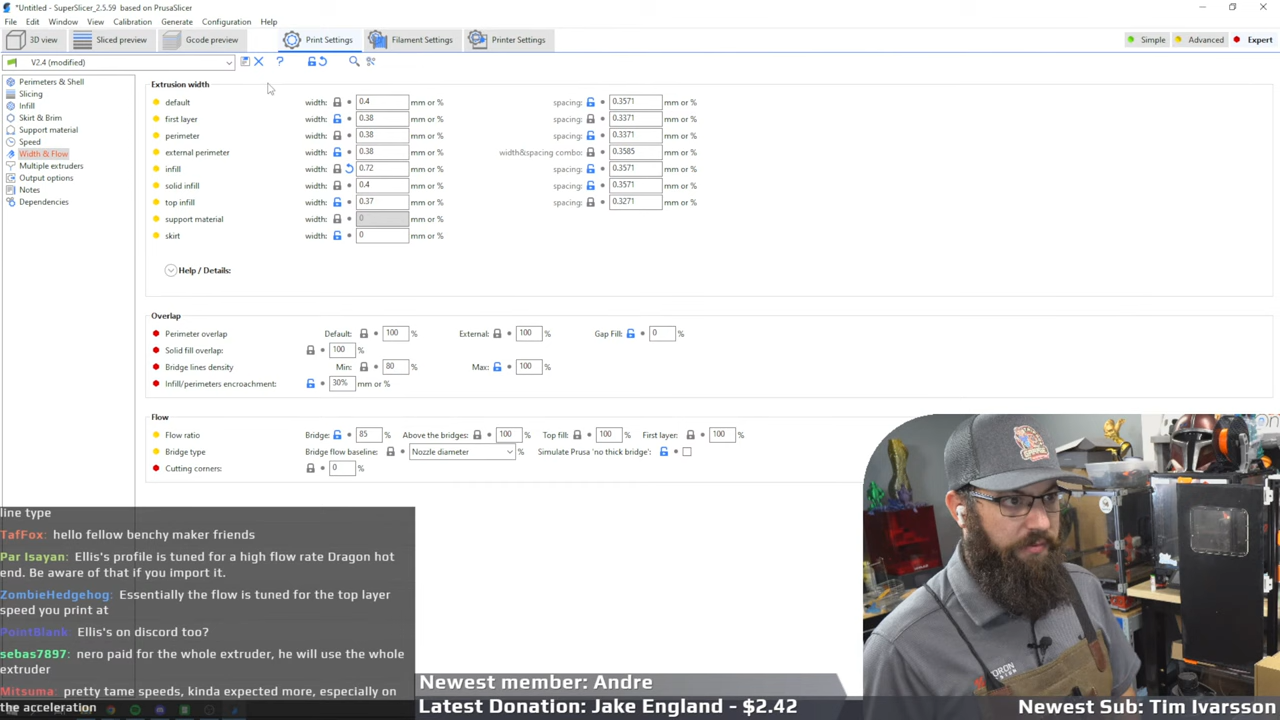 *Untitled - SuperSlicer 2.5.59 based on PrusaSlicer
File Edit Window View Calibration Generate Configuration Help
3D view Sliced preview Gcode preview Print Settings Filament Settings Printer Settings Simple Advanced Expert
V2.4 (modified)
Perimeters & Shell
Slicing
Infill
Skirt & Brim
Support material
Speed
Width & Flow
Multiple extruders
Output options
Notes
Dependencies
Extrusion width
default width: 0.4 mm or % spacing: 0.3571 mm or %
first layer width: 0.38 mm or % spacing: 0.3371 mm or %
perimeter width: 0.38 mm or % spacing: 0.3371 mm or %
external perimeter width: 0.38 mm or % width&spacing combo: 0.3585 mm or %
infill width: 0.72 mm or % spacing: 0.3571 mm or %
solid infill width: 0.4 mm or % spacing: 0.3571 mm or %
top infill width: 0.37 mm or % spacing: 0.3271 mm or %
support material width: 0 mm or %
skirt width: 0 mm or %
Help / Details:
Overlap
Perimeter overlap Default: 100 % External: 100 % Gap Fill: 0 %
Solid fill overlap: 100 %
Bridge lines density Min: 80 % Max: 100 %
Infill/perimeters encroachment: 30% mm or %
Flow
Flow ratio Bridge: 85 % Above the bridges: 100 % Top fill: 100 % First layer: 100 %
Bridge type Bridge flow baseline: Nozzle diameter % Simulate Prusa 'no thick bridge':
Cutting corners: 0 %
line type
TafFox: hello fellow benchy maker friends
Par Isayan: Ellis's profile is tuned for a high flow rate Dragon hot
end. Be aware of that if you import it.
ZombieHedgehog: Essentially the flow is tuned for the top layer
speed you print at
PointBlank: Ellis's on discord too?
sebas7897: nero paid for the whole extruder, he will use the whole
extruder
Mitsuma: pretty tame speeds, kinda expected more, especially on
the acceleration
Newest member: Andre
Latest Donation: Jake England - $2.42
Newest Sub: Tim Ivarsson